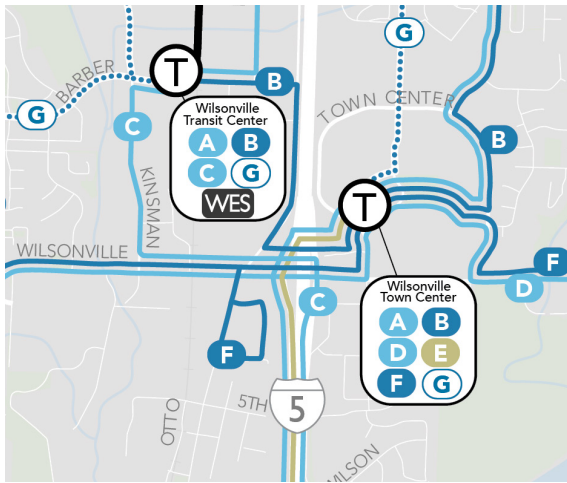 G
T
B
BARBER
G
Wilsonville
Transit Center
A B
C G
WES
C
TOWN CENTER
B
KINSMAN
T
WILSONVILLE
F
D
Wilsonville
Town Center
A B
D E
F G
C
F
5TH
5
OTTO
WILSON